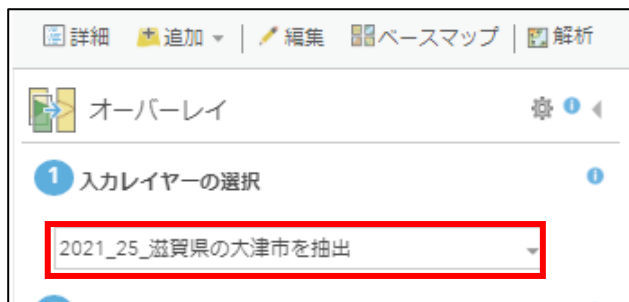 詳細 追加 編集 ベースマップ 解析
オーバーレイ
1 入力レイヤーの選択
2021_25_滋賀県の大津市を抽出